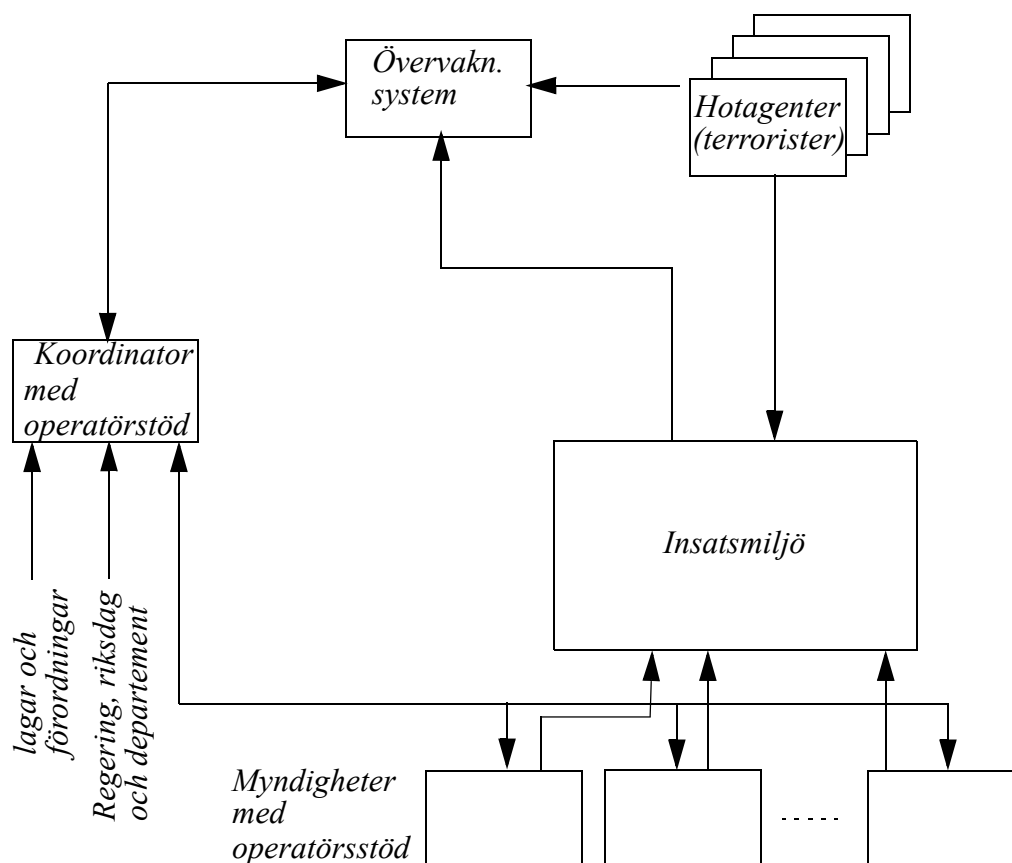 Övervakn.
system
Hotagenter
(terrorister)
Koordinator
med
operatörstöd
Insatsmiljö
lagar och
förordningar
Regering, riksdag
och departement
Myndigheter
med
operatörsstöd